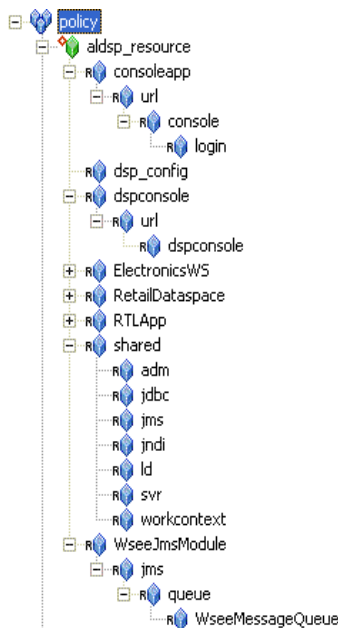 policy
aldsp_resource
consoleapp
url
console
login
dsp_config
dspconsole
url
dspconsole
ElectronicsWS
RetailDataspace
RTLApp
shared
adm
jdbc
jms
jndi
ld
svr
workcontext
WseeJmsModule
jms
queue
WseeMessageQueue